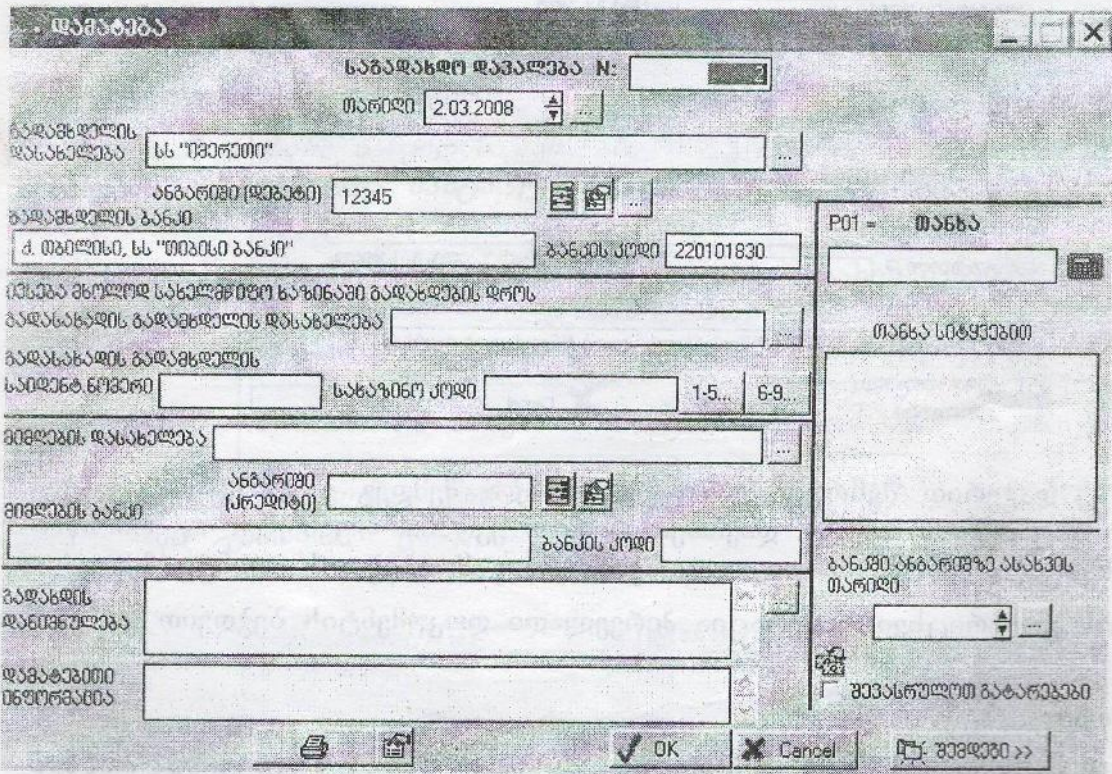 დამატება
საგადახდო დავალება N: 2
თარიღი 2.03.2008 ...
გადამხდელის
დასახელება სს "იმერეთი" ...
ანგარიში (დებეტი) 12345 ...
გადამხდელის ბანკი
ქ. თბილისი, სს "თიბისი ბანკი" ბანკის კოდი 220101830
P01 = თანხა
ივსება მხოლოდ სახელმწიფო ხაზინაში გადახდების დროს
გადასახადის გადამხდელის დასახელება ...
თანხა სიტყვებით
გადასახადის გადამხდელის
საიდენტ.ნომერი სახაზინო კოდი 1-5... 6-9...
მიმღების დასახელება ...
ანგარიში
(კრედიტი)
მიმღების ბანკი
ბანკის კოდი
ბანკში ანგარიშზე ასახვის
თარიღი ...
გადახდის
დანიშნულება ...
დამატებითი
ინფორმაცია
შევასრულოთ გატარებები
OK Cancel შემდეგი >>